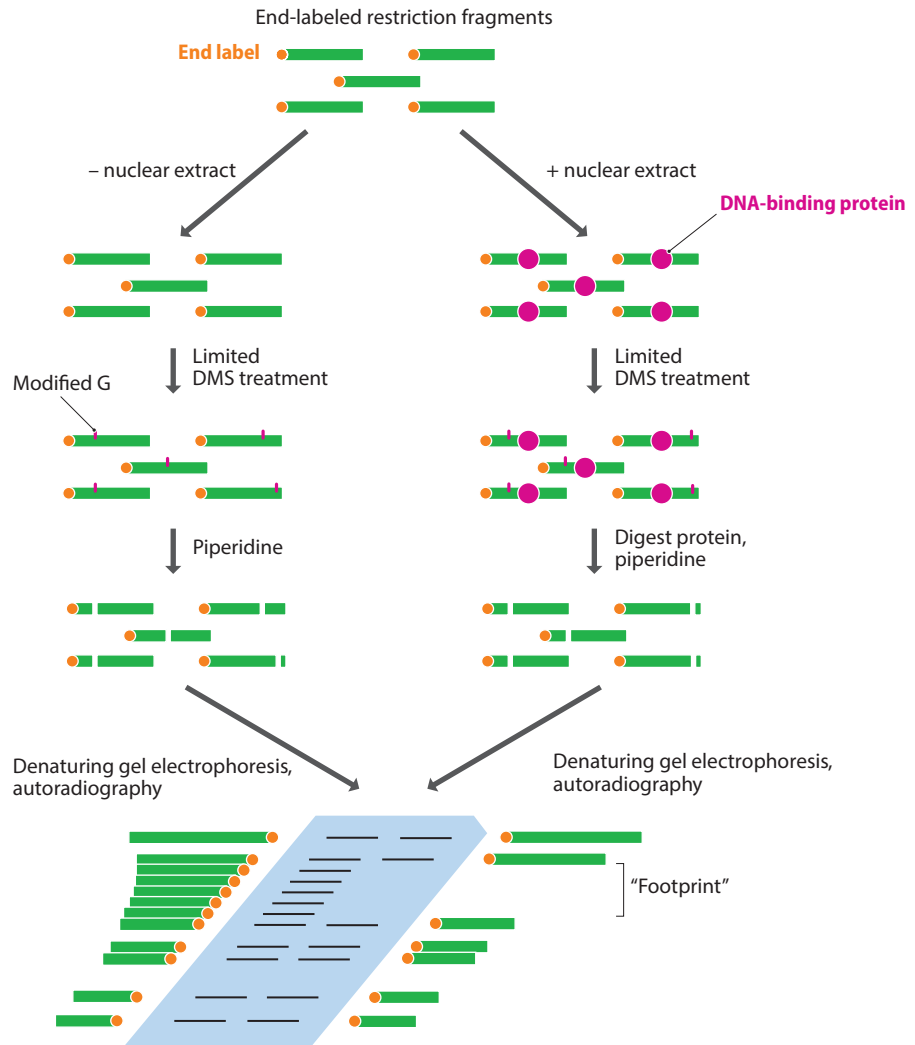 End-labeled restriction fragments
End label
– nuclear extract
+ nuclear extract
DNA-binding protein
Limited
DMS treatment
Limited
DMS treatment
Modified G
Piperidine
Digest protein,
piperidine
Denaturing gel electrophoresis,
autoradiography
Denaturing gel electrophoresis,
autoradiography
“Footprint”